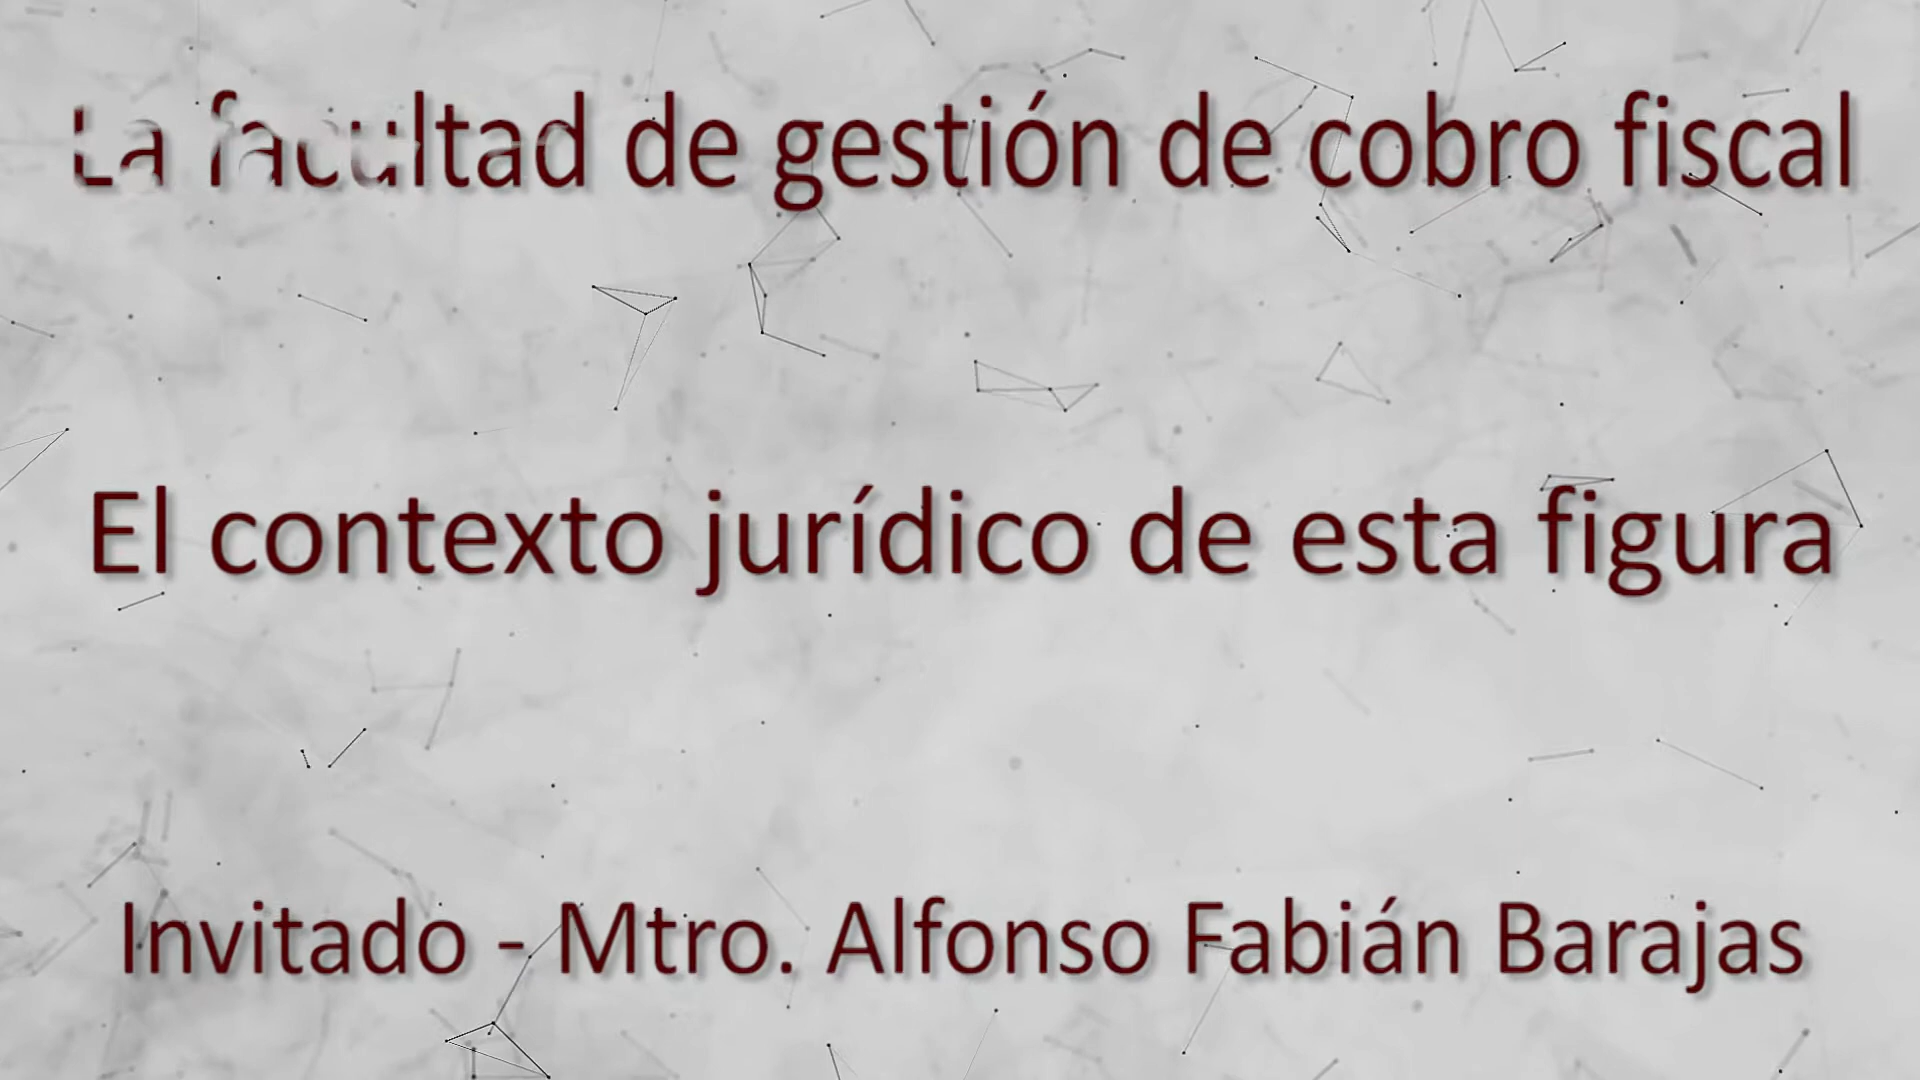 La facultad de gestión de cobro fiscal
El contexto jurídico de esta figura
Invitado - Mtro. Alfonso Fabián Barajas